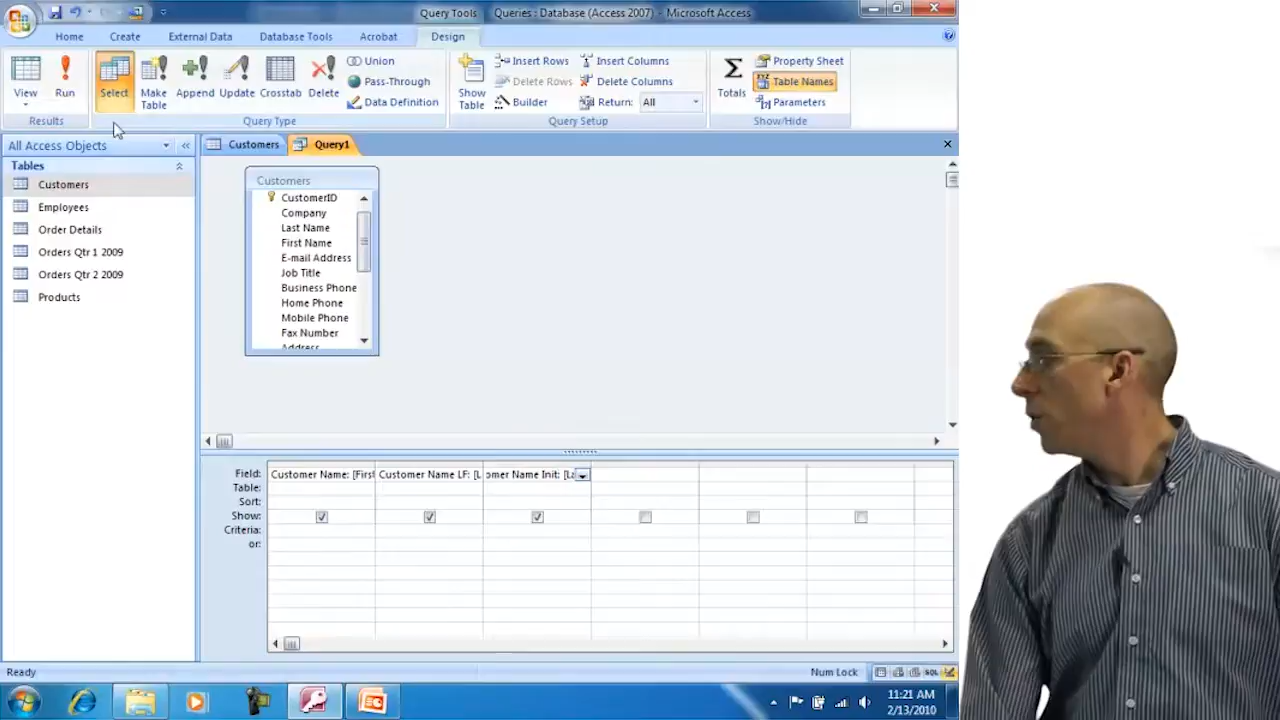 Query Tools
Queries : Database (Access 2007) - Microsoft Access
Home
Create
External Data
Database Tools
Acrobat
Design
View
Run
Results
Select
Make Table
Append
Update
Crosstab
Delete
Union
Pass-Through
Data Definition
Query Type
Show Table
Insert Rows
Delete Rows
Builder
Insert Columns
Delete Columns
Return: All
Query Setup
Totals
Property Sheet
Table Names
Parameters
Show/Hide
All Access Objects
Tables
Customers
Employees
Order Details
Orders Qtr 1 2009
Orders Qtr 2 2009
Products
Customers
Query1
Customers
CustomerID
Company
Last Name
First Name
E-mail Address
Job Title
Business Phone
Home Phone
Mobile Phone
Fax Number
Address
Field: Customer Name: [First Customer Name LF: [L omer Name Init: [La
Table:
Sort:
Show:
Criteria:
or:
Ready
Num Lock
SQL
11:21 AM
2/13/2010